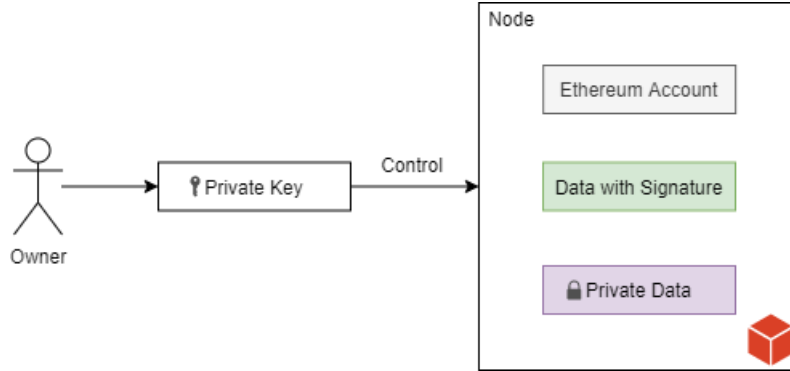 Node
Ethereum Account
Control
Private Key
Data with Signature
Owner
Private Data